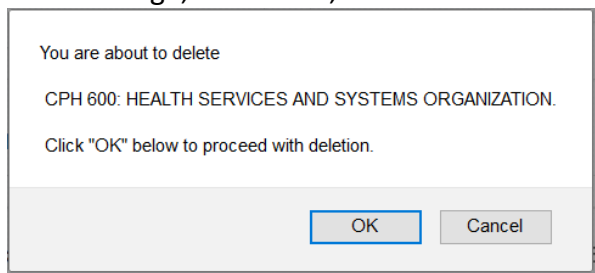 You are about to delete
CPH 600: HEALTH SERVICES AND SYSTEMS ORGANIZATION.
Click "OK" below to proceed with deletion.
OK Cancel